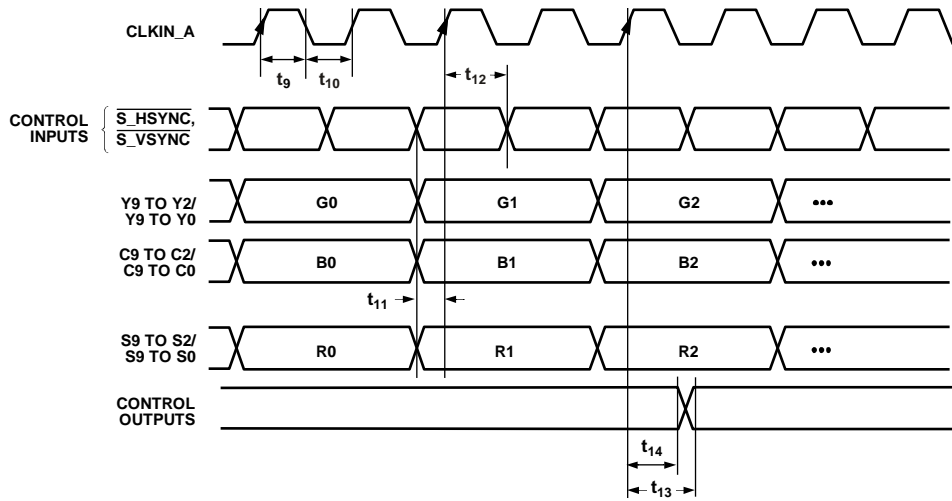 CLKIN_A
t9
t10
t12
CONTROL
INPUTS
S_HSYNC,
S_VSYNC
Y9 TO Y2/
Y9 TO Y0
G0
G1
G2
•••
C9 TO C2/
C9 TO C0
B0
B1
B2
•••
t11
S9 TO S2/
S9 TO S0
R0
R1
R2
•••
CONTROL
OUTPUTS
t14
t13